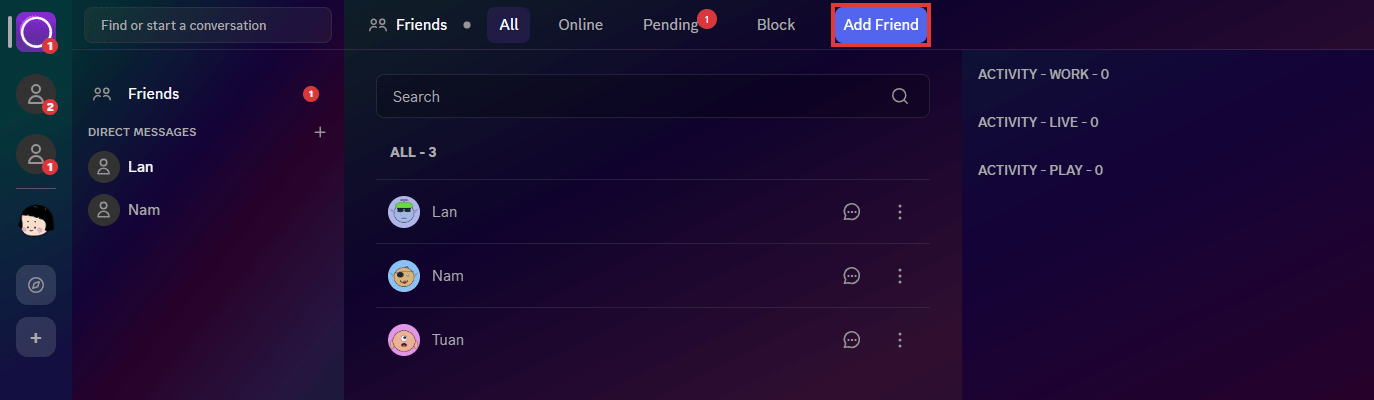 1
2
1
+
Find or start a conversation
Friends
1
DIRECT MESSAGES +
Lan
Nam
Friends • All Online Pending 1 Block Add Friend
Search
ALL - 3
Lan
Nam
Tuan
ACTIVITY - WORK - 0
ACTIVITY - LIVE - 0
ACTIVITY - PLAY - 0